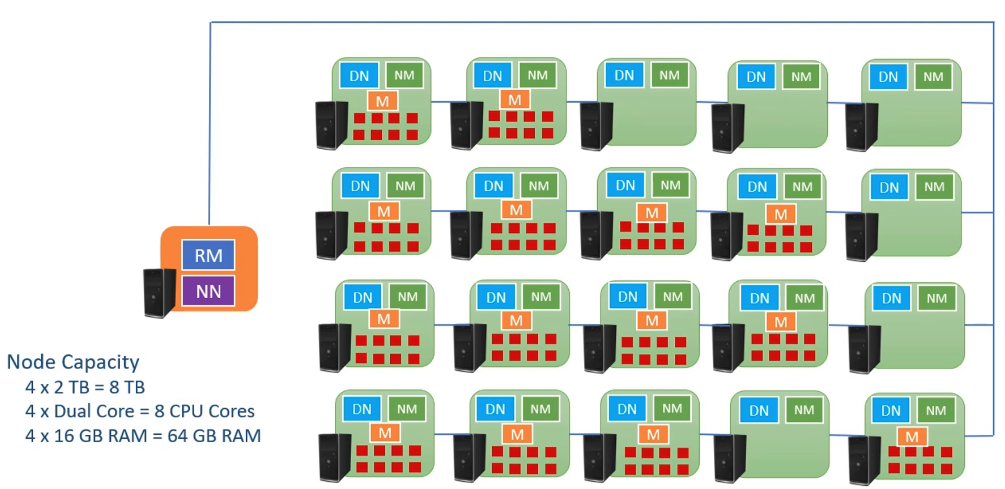 DN NM DN NM DN NM DN NM DN NM
M M
DN NM DN NM DN NM DN NM DN NM
M M M M
RM
NN
DN NM DN NM DN NM DN NM DN NM
M M M M
Node Capacity
4 x 2 TB = 8 TB
4 x Dual Core = 8 CPU Cores
4 x 16 GB RAM = 64 GB RAM
DN NM DN NM DN NM DN NM DN NM
M M M M